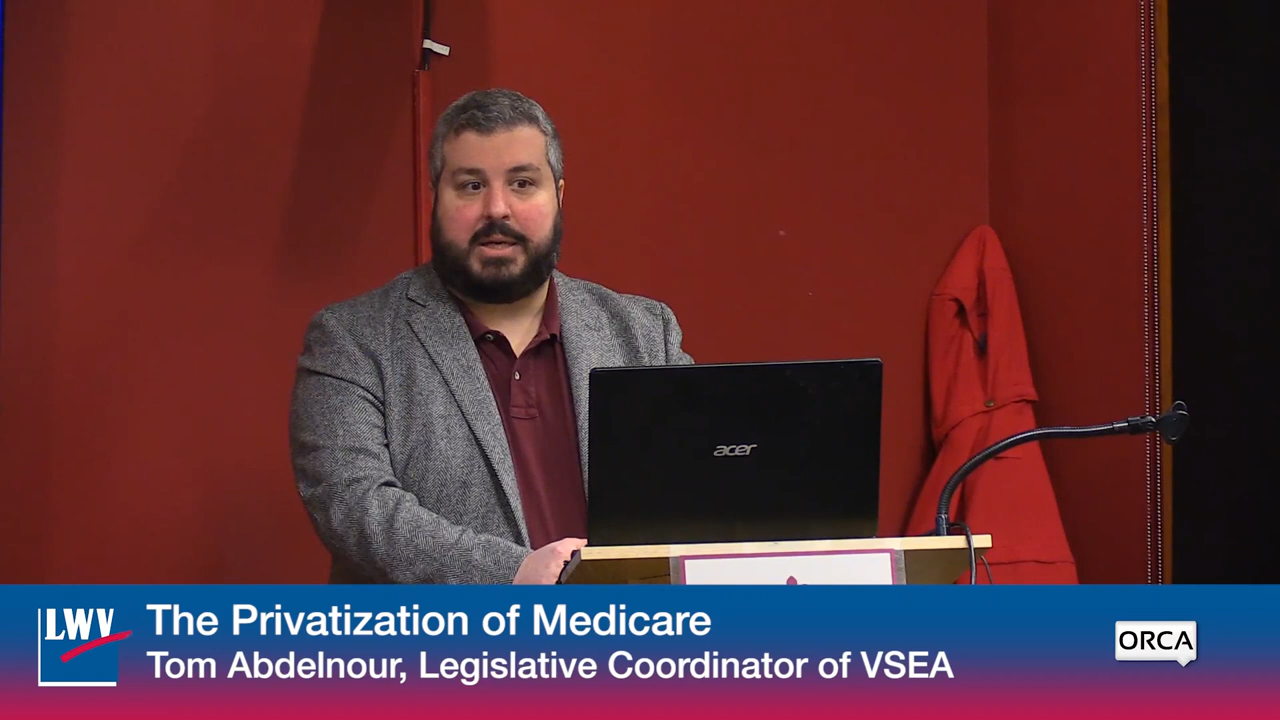 acer
LWV
The Privatization of Medicare
Tom Abdelnour, Legislative Coordinator of VSEA
ORCA